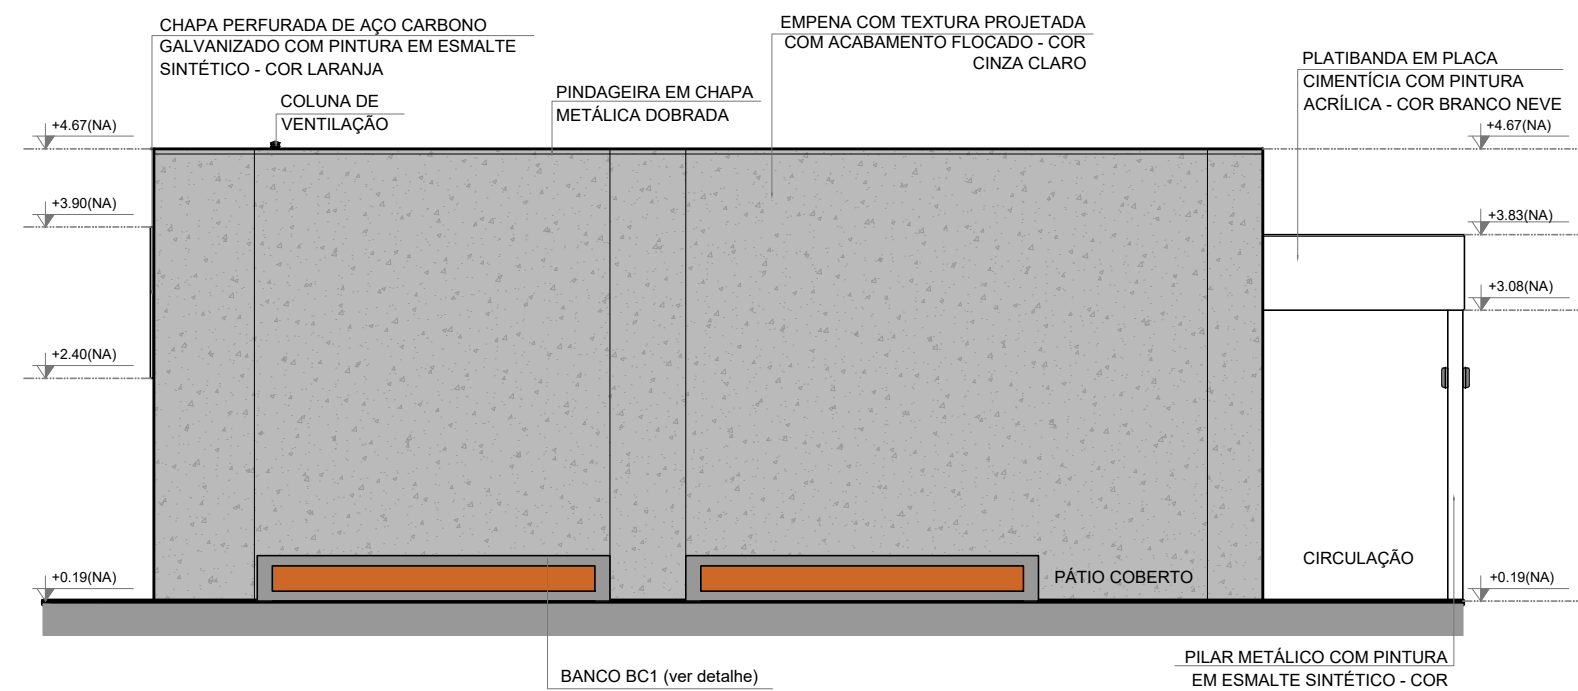 CHAPA PERFURADA DE AÇO CARBONO
GALVANIZADO COM PINTURA EM ESMALTE
SINTÉTICO - COR LARANJA
EMPENA COM TEXTURA PROJETADA
COM ACABAMENTO FLOCADO - COR
CINZA CLARO
PLATIBANDA EM PLACA
CIMENTÍCIA COM PINTURA
ACRÍLICA - COR BRANCO NEVE
COLUNA DE
VENTILAÇÃO
PINDAGEIRA EM CHAPA
METÁLICA DOBRADA
+4.67(NA)
+4.67(NA)
+3.90(NA)
+3.83(NA)
+3.08(NA)
+2.40(NA)
CIRCULAÇÃO
PÁTIO COBERTO
+0.19(NA)
+0.19(NA)
BANCO BC1 (ver detalhe)
PILAR METÁLICO COM PINTURA
EM ESMALTE SINTÉTICO - COR